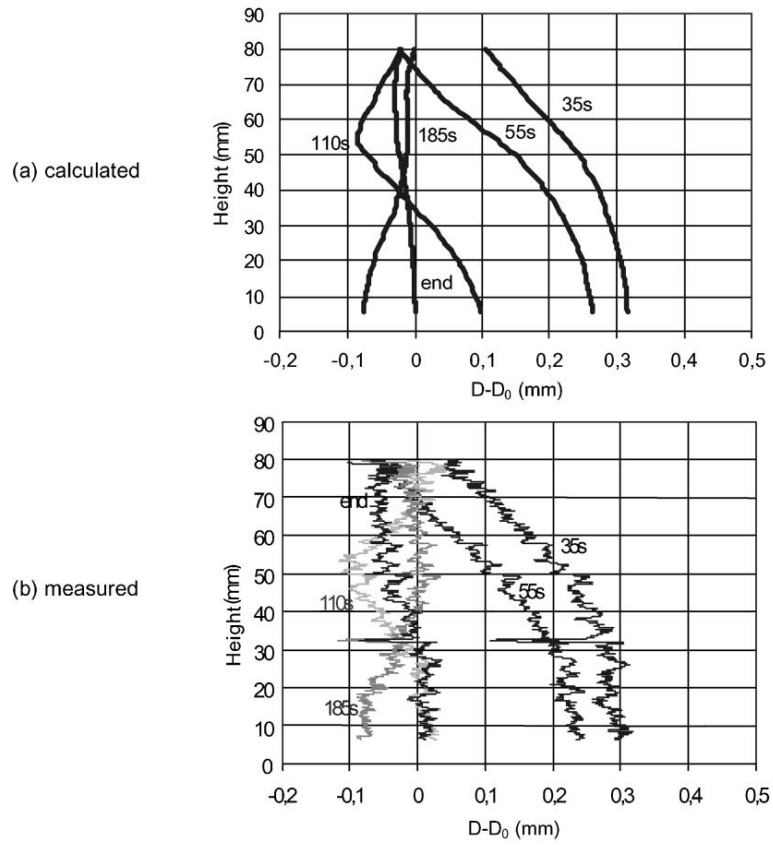 (a) calculated
Height (mm)
90
80
70
60
50
40
30
20
10
0
110s
185s
55s
35s
end
-0,2
-0,1
0
0,1
0,2
0,3
0,4
0,5
D-D₀ (mm)
(b) measured
Height (mm)
90
80
70
60
50
40
30
20
10
0
end
35s
55s
110s
185s
-0,2
-0,1
0
0,1
0,2
0,3
0,4
0,5
D-D₀ (mm)